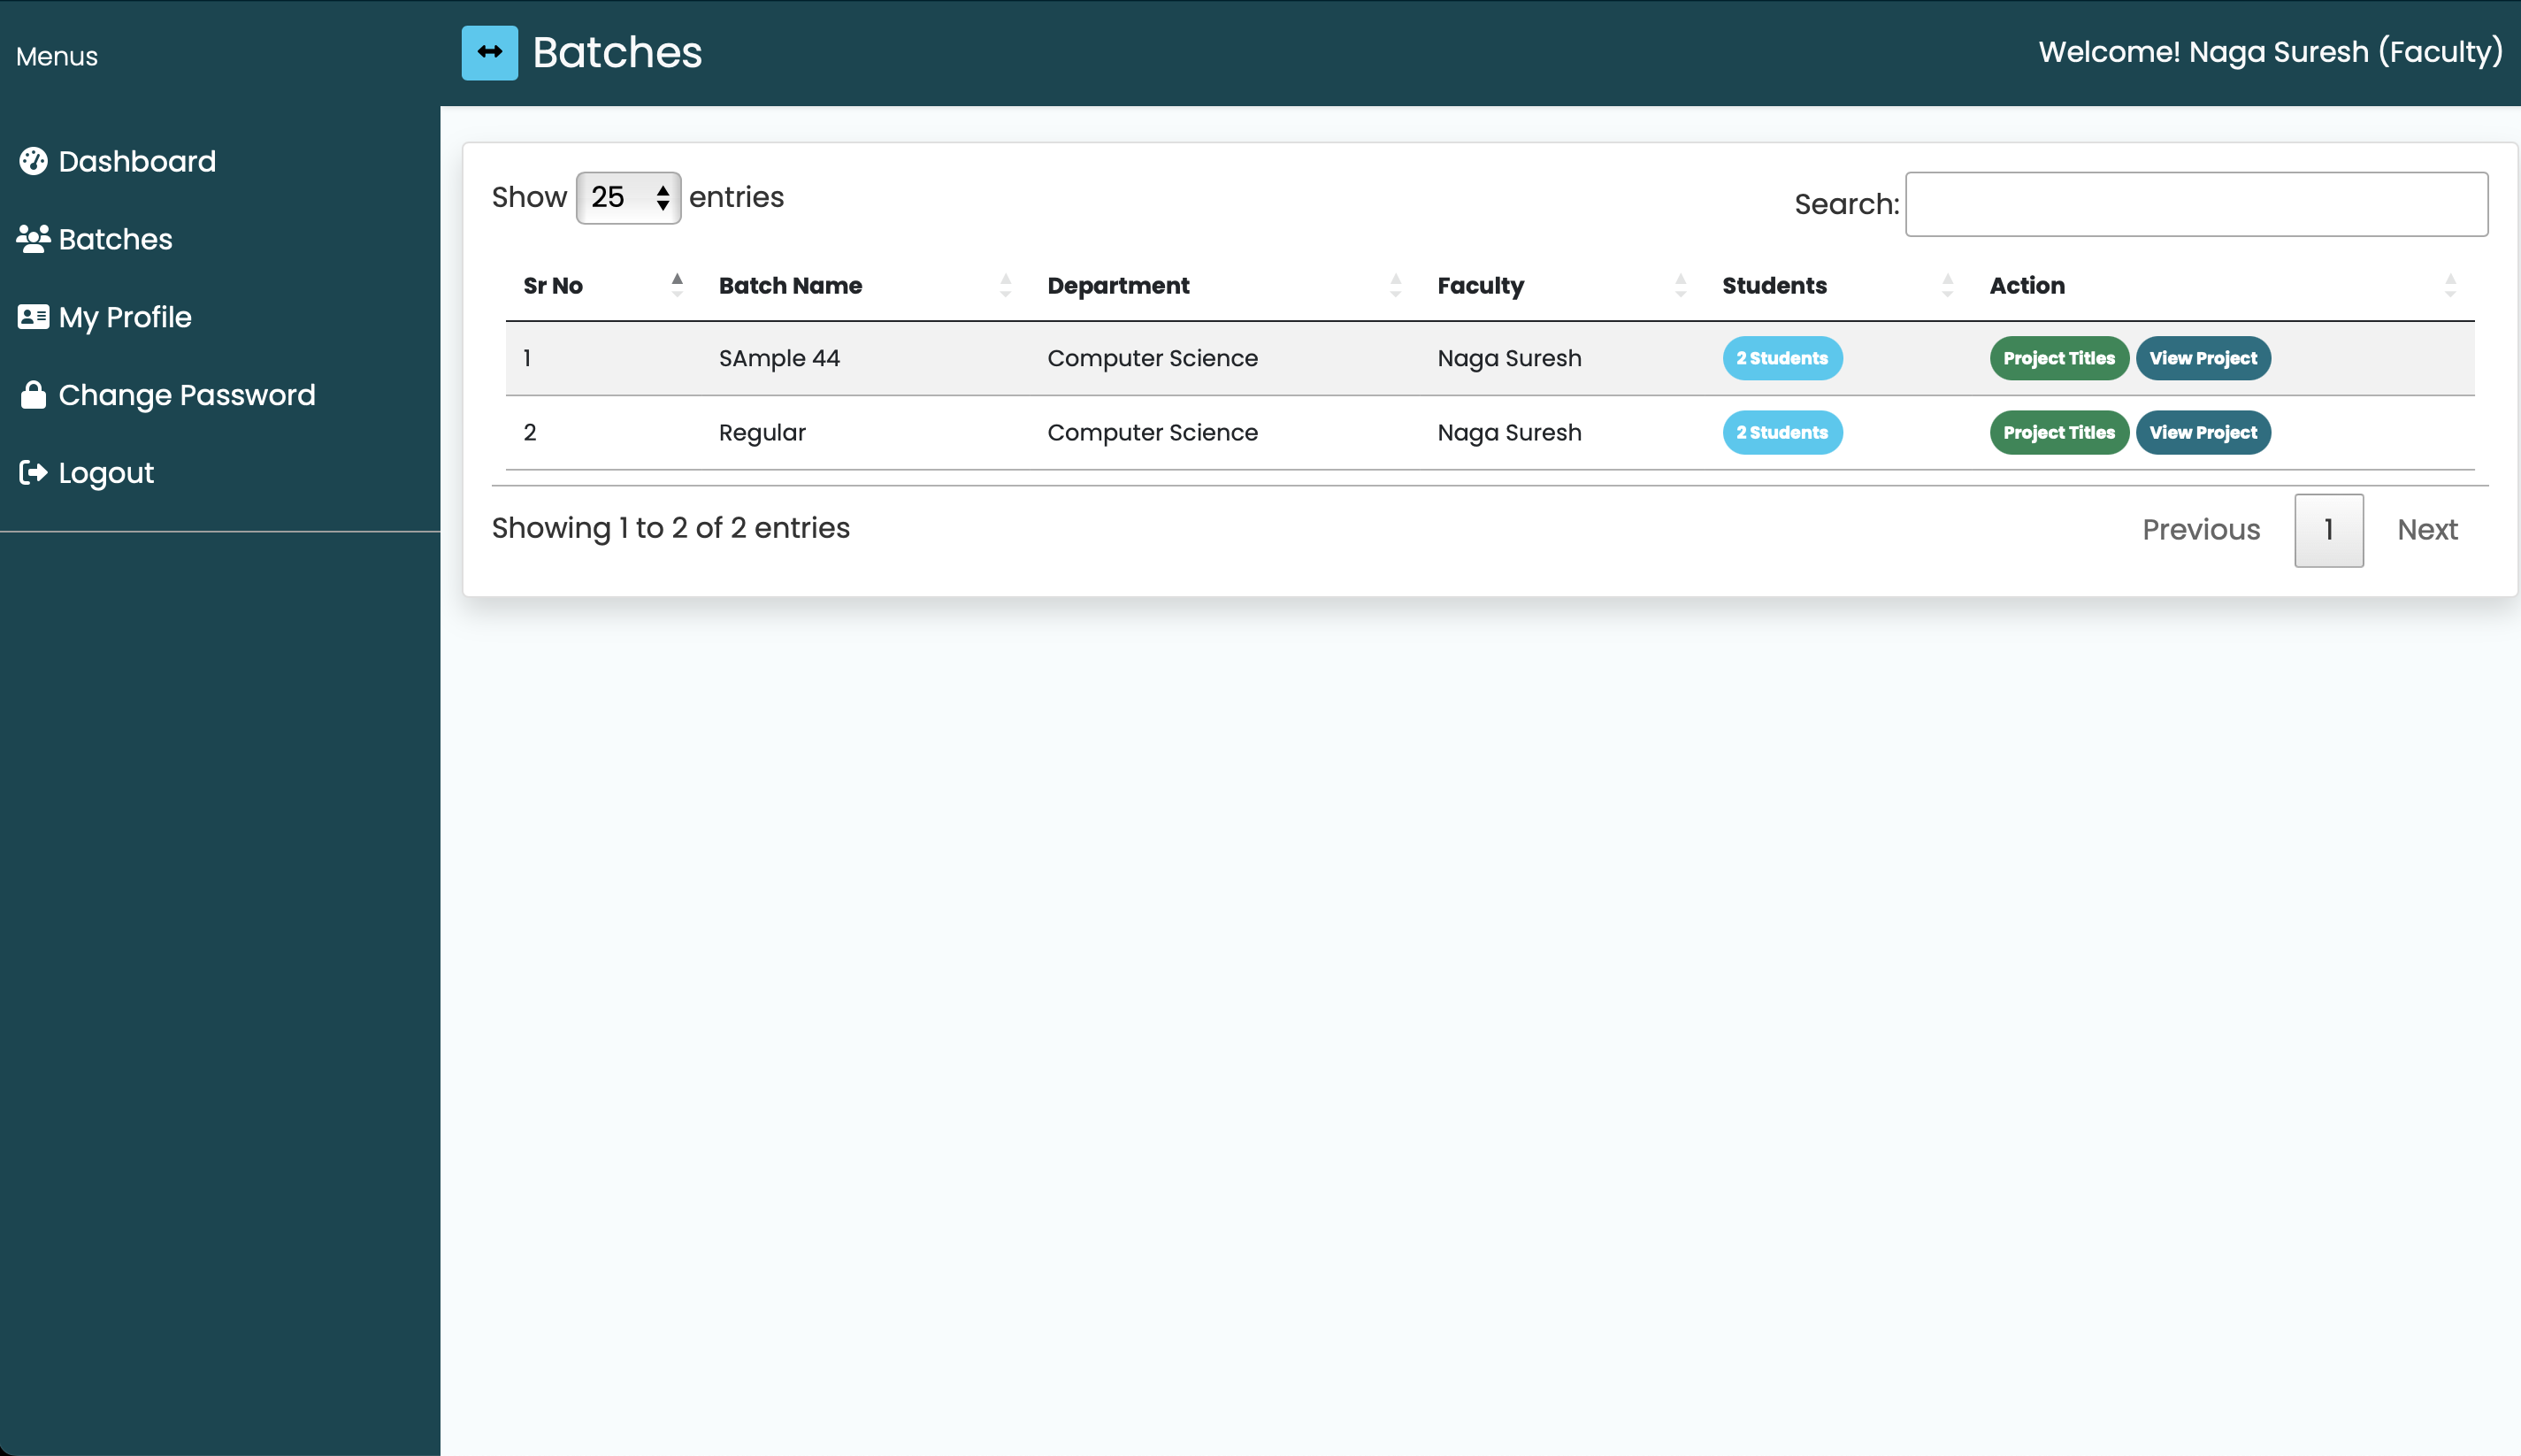 Menus
Batches
Welcome! Naga Suresh (Faculty)
Dashboard
Batches
My Profile
Change Password
Logout
Show 25 entries
Search:
Sr No Batch Name Department Faculty Students Action
1 SAmple 44 Computer Science Naga Suresh 2 Students Project Titles View Project
2 Regular Computer Science Naga Suresh 2 Students Project Titles View Project
Showing 1 to 2 of 2 entries
Previous 1 Next